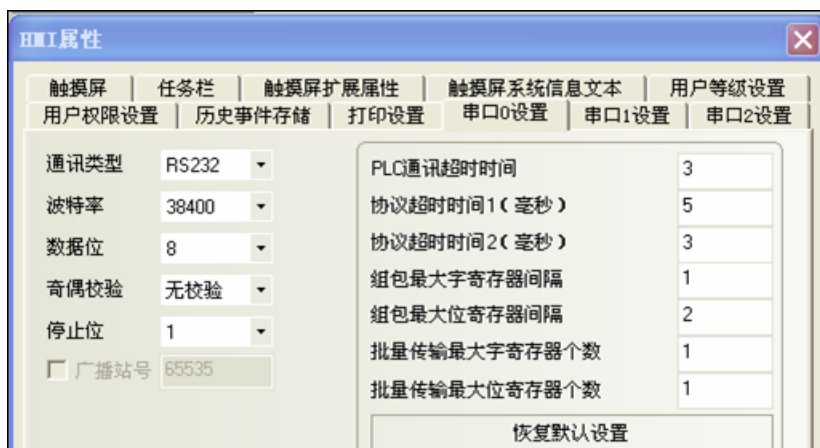 HMI属性
触摸屏 任务栏 触摸屏扩展属性 触摸屏系统信息文本 用户等级设置
用户权限设置 历史事件存储 打印设置 串口0设置 串口1设置 串口2设置
通讯类型 RS232
波特率 38400
数据位 8
奇偶校验 无校验
停止位 1
广播站号 65535
PLC通讯超时时间 3
协议超时时间1(毫秒) 5
协议超时时间2(毫秒) 3
组包最大字寄存器间隔 1
组包最大位寄存器间隔 2
批量传输最大字寄存器个数 1
批量传输最大位寄存器个数 1
恢复默认设置